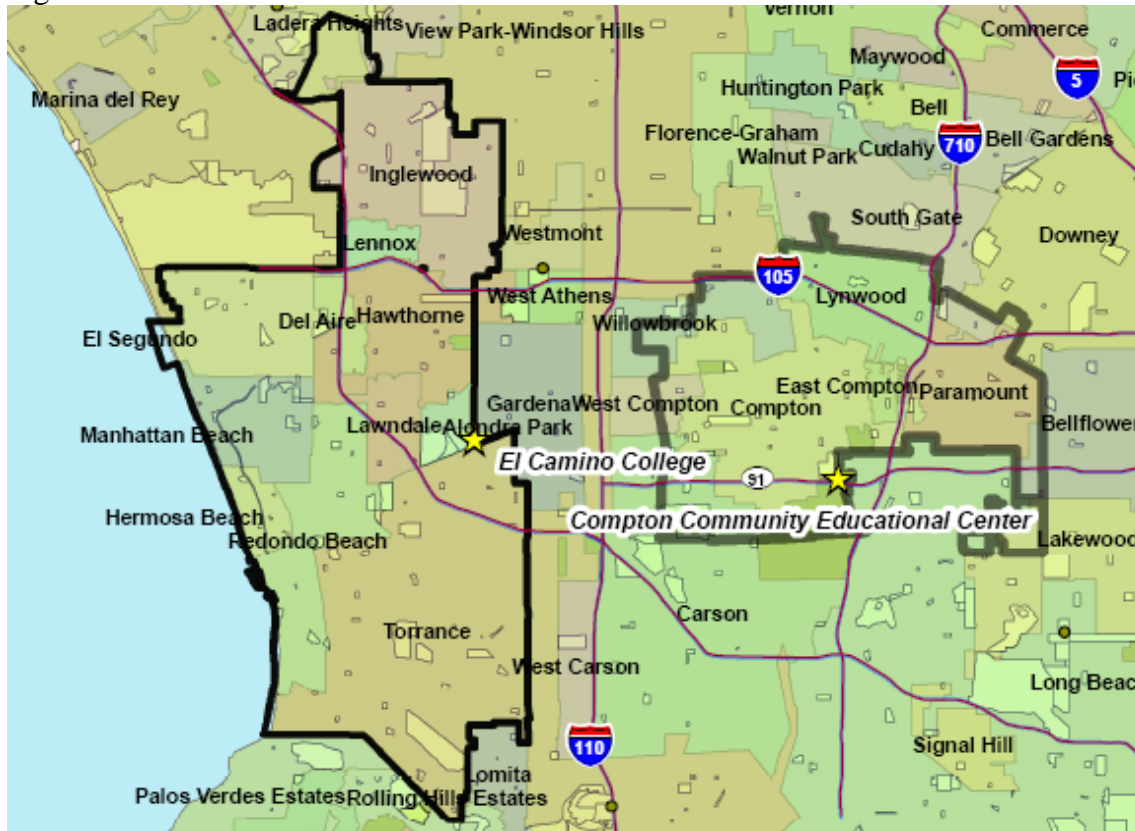 Ladera Heights
View Park-Windsor Hills
Vernon
Commerce
Maywood
5
Marina del Rey
Huntington Park
Bell
Florence-Graham
Walnut Park
Cudahy
710
Bell Gardens
Inglewood
South Gate
Lennox
Westmont
Downey
105
West Athens
Lynwood
Del Aire
Hawthorne
Willowbrook
El Segundo
East Compton
Paramount
Gardena
West Compton
Compton
Lawndale
Alondra Park
Bellflower
Manhattan Beach
El Camino College
91
Hermosa Beach
Compton Community Educational Center
Redondo Beach
Lakewood
Carson
Torrance
West Carson
Long Beac
Signal Hill
110
Lomita
Palos Verdes Estates
Rolling Hills Estates